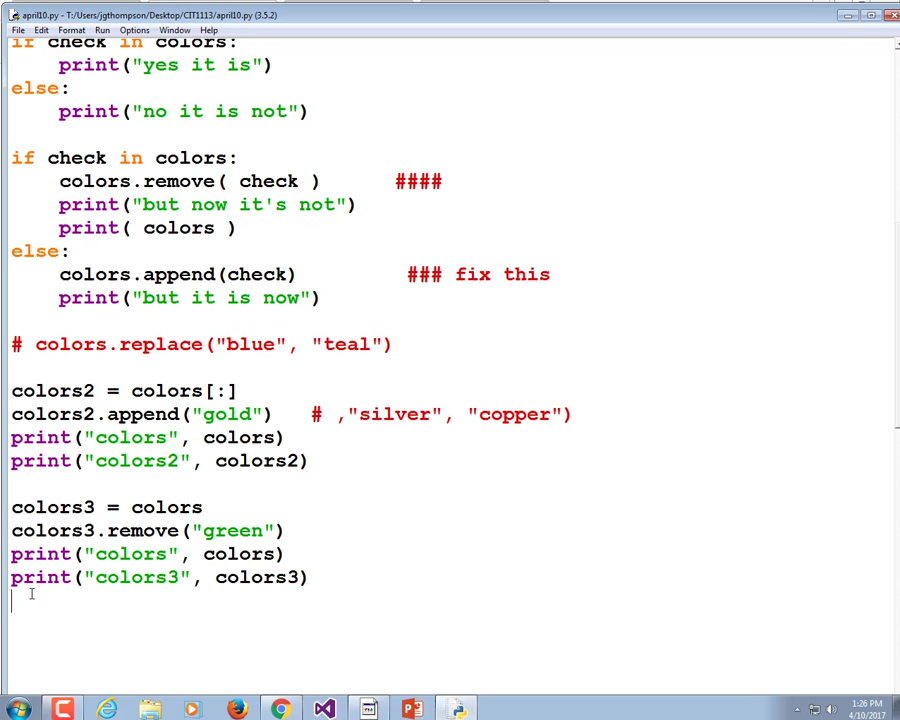 april10.py - T:/Users/jgthompson/Desktop/CIT1113/april10.py (3.5.2)
File Edit Format Run Options Window Help
if check in colors:
    print("yes it is")
else:
    print("no it is not")
if check in colors:
    colors.remove( check )      ####
    print("but now it's not")
    print( colors )
else:
    colors.append(check)         ### fix this
    print("but it is now")
# colors.replace("blue", "teal")
colors2 = colors[:]
colors2.append("gold")   # ,"silver", "copper")
print("colors", colors)
print("colors2", colors2)
colors3 = colors
colors3.remove("green")
print("colors", colors)
print("colors3", colors3)
1:26 PM
4/10/2017